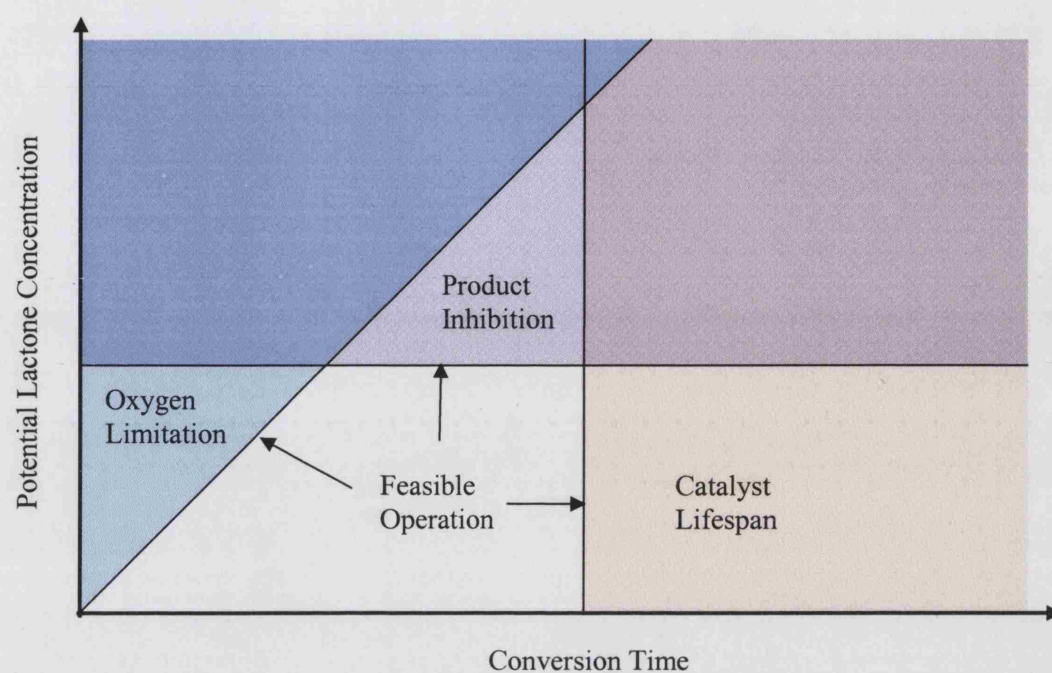 Potential Lactone Concentration
Product
Inhibition
Oxygen
Limitation
Feasible
Operation
Catalyst
Lifespan
Conversion Time